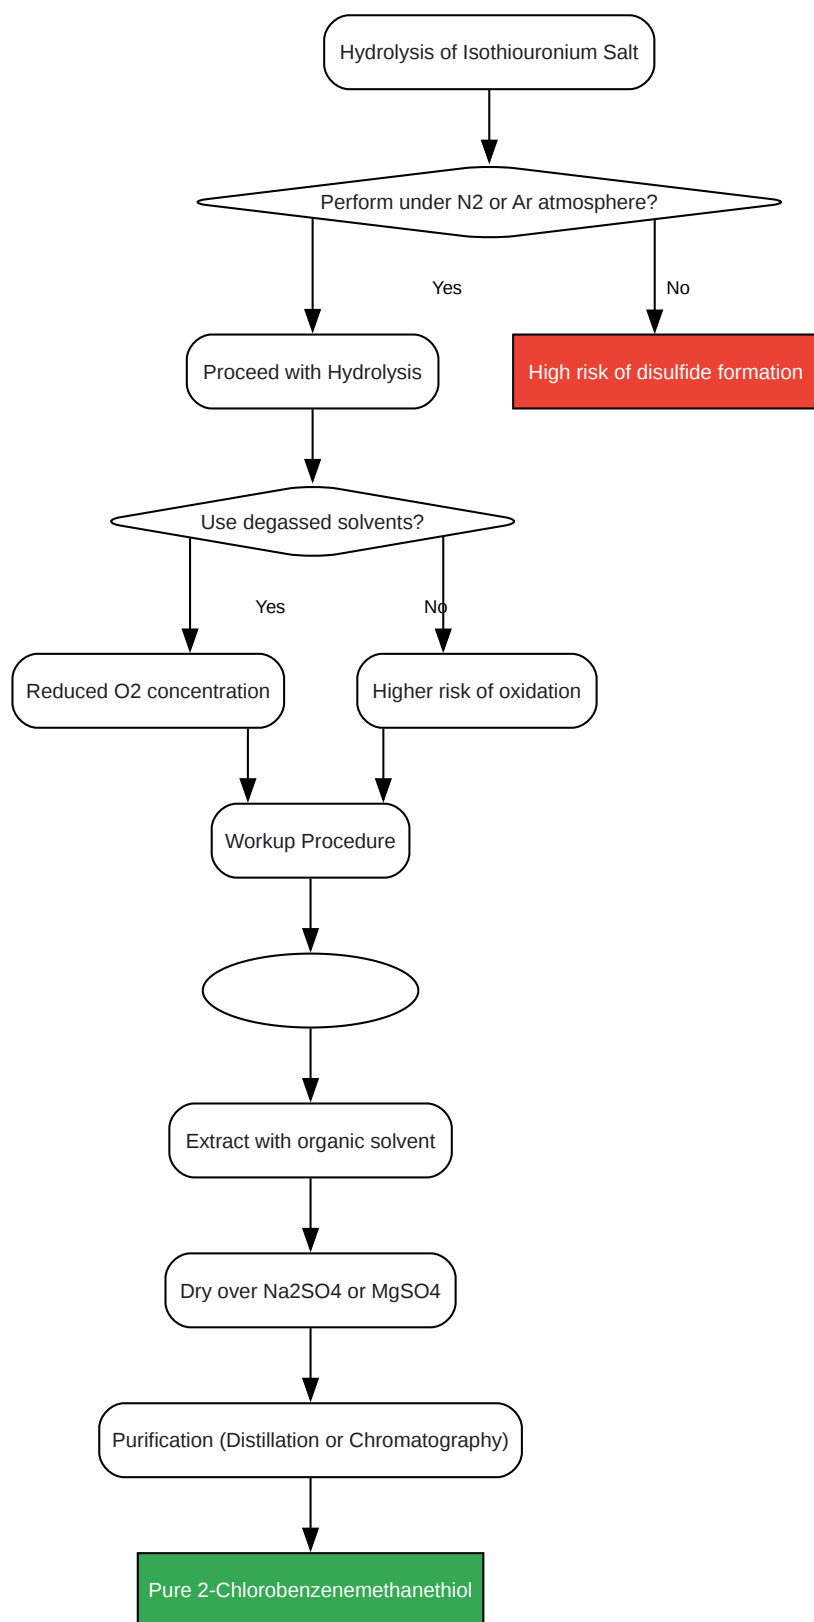 Hydrolysis of Isothiouronium Salt
Perform under N2 or Ar atmosphere?
Yes
No
Proceed with Hydrolysis
High risk of disulfide formation
Use degassed solvents?
Yes
No
Reduced O2 concentration
Higher risk of oxidation
Workup Procedure
Extract with organic solvent
Dry over Na2SO4 or MgSO4
Purification (Distillation or Chromatography)
Pure 2-Chlorobenzenemethanethiol